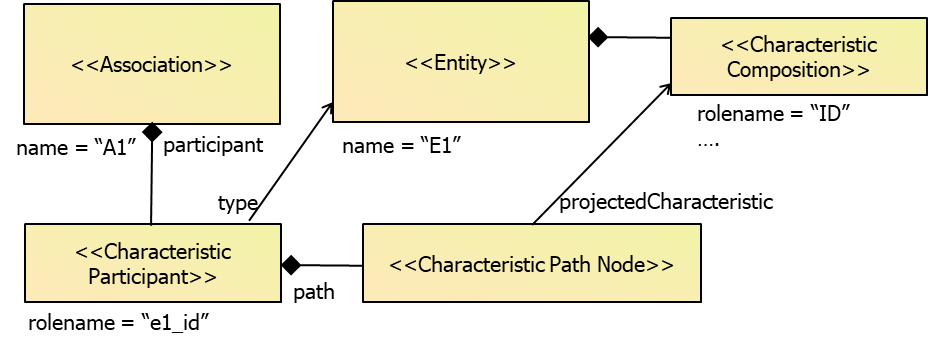 <<Association>>
name = “A1”
participant
<<Entity>>
name = “E1”
<<Characteristic
Composition>>
rolename = “ID”
….
type
projectedCharacteristic
<<Characteristic
Participant>>
rolename = “e1_id”
path
<<Characteristic Path Node>>